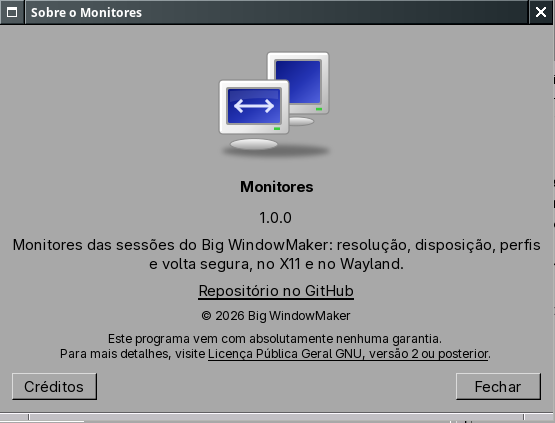 Sobre o Monitores
Monitores
1.0.0
Monitores das sessões do Big WindowMaker: resolução, disposição, perfis
e volta segura, no X11 e no Wayland.
Repositório no GitHub
© 2026 Big WindowMaker
Este programa vem com absolutamente nenhuma garantia.
Para mais detalhes, visite Licença Pública Geral GNU, versão 2 ou posterior.
Créditos
Fechar